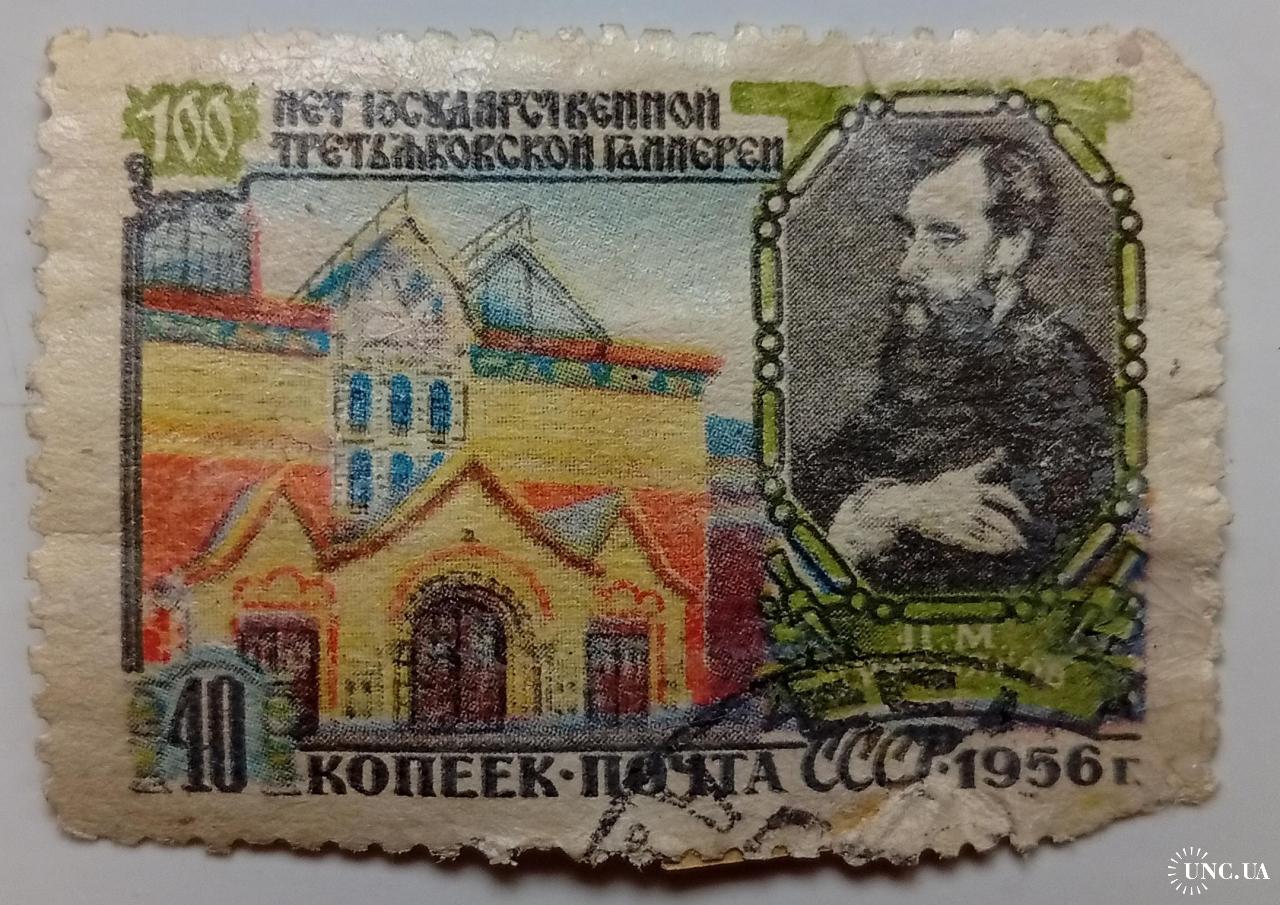 100 ЛЕТ ГОСУДАРСТВЕННОЙ
ТРЕТЬЯКОВСКОЙ ГАЛЛЕРЕИ
П.М.
40 КОПЕЕК·ПОЧТА СССР·1956 г.
UNC.UA